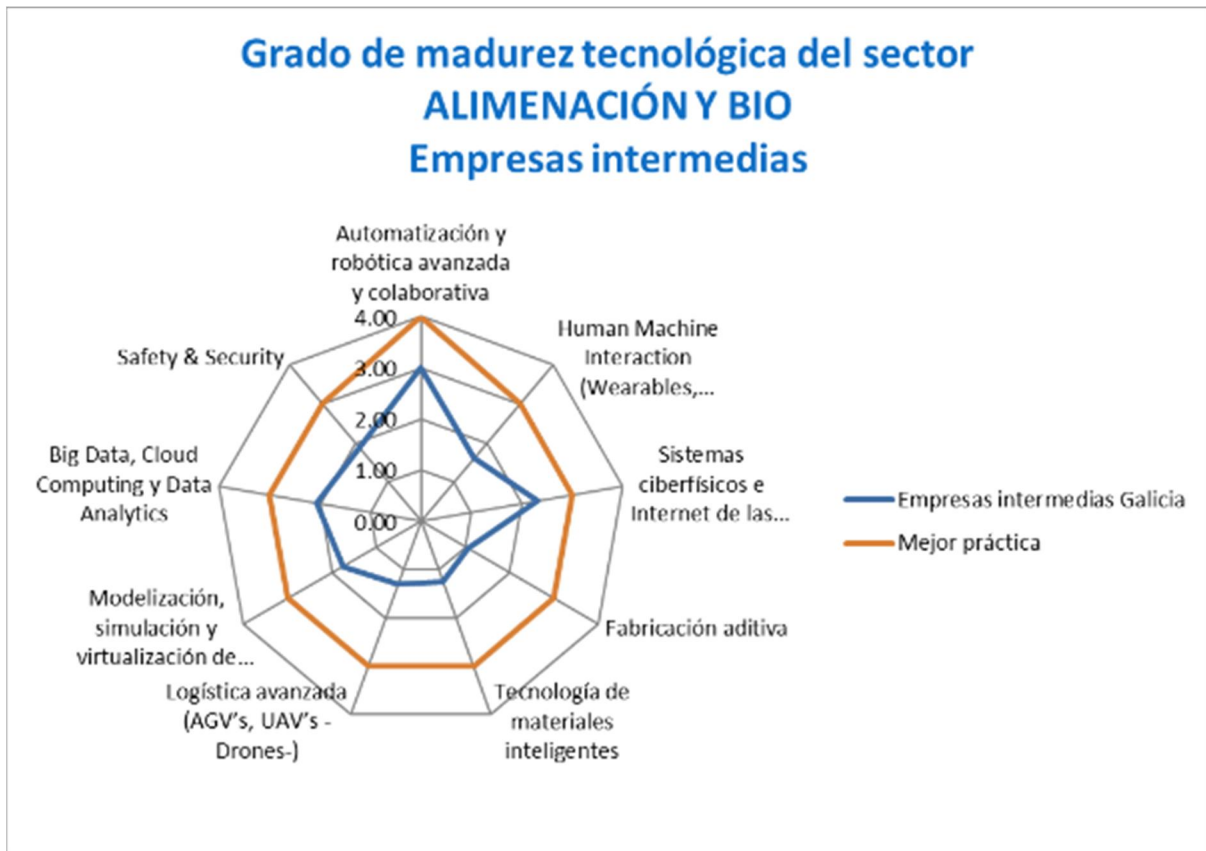 Grado de madurez tecnológica del sector
ALIMENACIÓN Y BIO
Empresas intermedias
Automatización y
robótica avanzada
y colaborativa
Human Machine
Interaction
(Wearables,...
Sistemas
ciberfísicos e
Internet de las...
Fabricación aditiva
Tecnología de
materiales
inteligentes
Logística avanzada
(AGV's, UAV's -
Drones-)
Modelización,
simulación y
virtualización de...
Big Data, Cloud
Computing y Data
Analytics
Safety & Security
4.00
3.00
2.00
1.00
0.00
Empresas intermedias Galicia
Mejor práctica